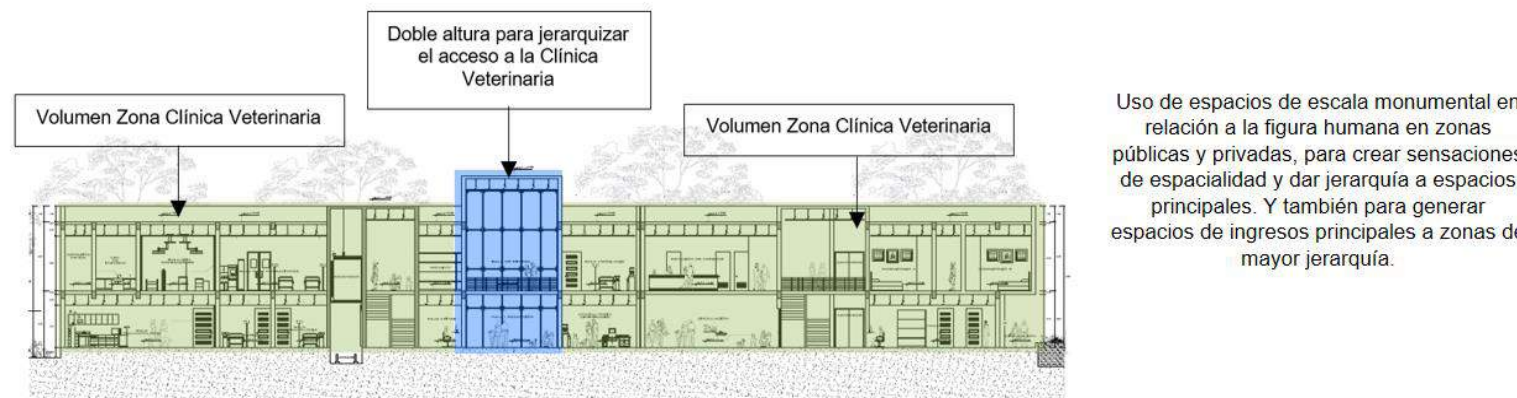 Doble altura para jerarquizar
el acceso a la Clínica
Veterinaria
Volumen Zona Clínica Veterinaria
Volumen Zona Clínica Veterinaria
Uso de espacios de escala monumental en
relación a la figura humana en zonas
públicas y privadas, para crear sensaciones
de espacialidad y dar jerarquía a espacios
principales. Y también para generar
espacios de ingresos principales a zonas de
mayor jerarquía.